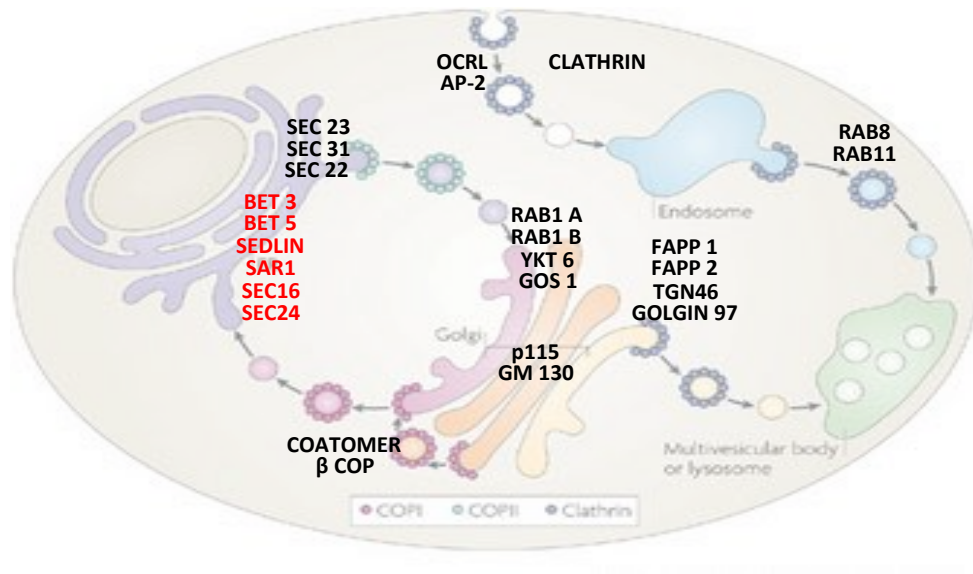 OCRL CLATHRIN
AP-2
SEC 23
SEC 31
SEC 22
RAB8
RAB11
BET 3
BET 5
SEDLIN
SAR1
SEC16
SEC24
Endosome
RAB1 A
RAB1 B
YKT 6
GOS 1
FAPP 1
FAPP 2
TGN46
GOLGIN 97
Golgi
p115
GM 130
COATOMER
β COP
Multivesicular body
or lysosome
COPI COPII Clathrin